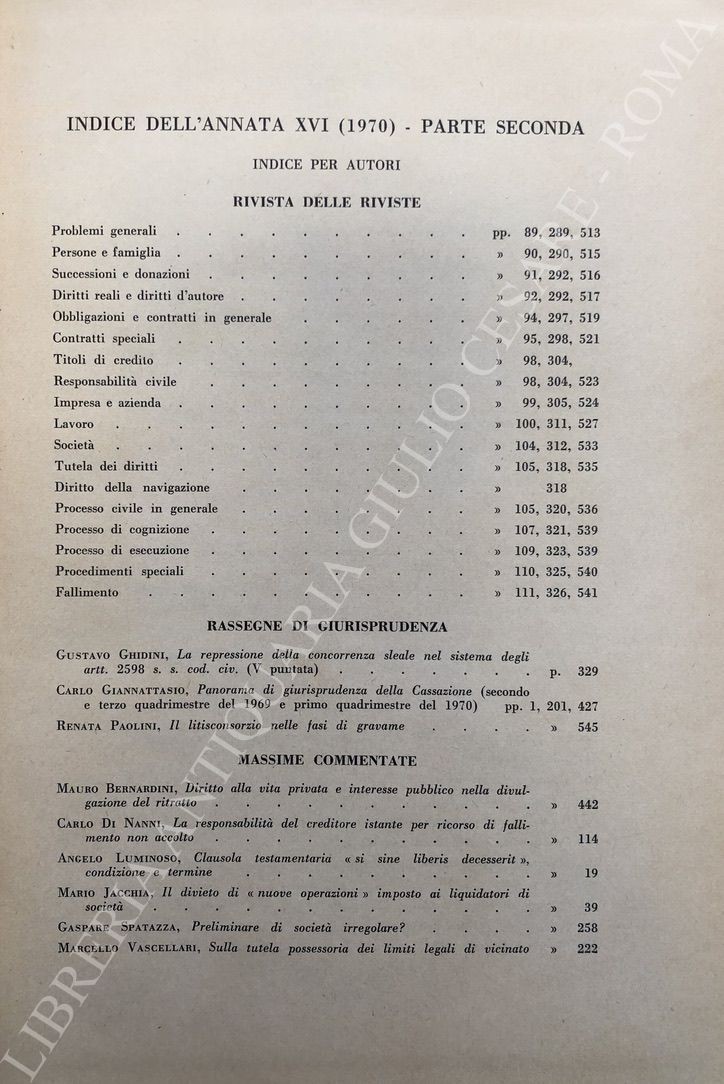 INDICE DELL'ANNATA XVI (1970) - PARTE SECONDA
INDICE PER AUTORI
RIVISTA DELLE RIVISTE
Problemi generali . . . . . . . . . . pp. 89, 289, 513
Persone e famiglia . . . . . . . . . . » 90, 290, 515
Successioni e donazioni . . . . . . . . . » 91, 292, 516
Diritti reali e diritti d'autore . . . . . . . . » 92, 292, 517
Obbligazioni e contratti in generale . . . . . . » 94, 297, 519
Contratti speciali . . . . . . . . . . » 95, 298, 521
Titoli di credito . . . . . . . . . . » 98, 304,
Responsabilità civile . . . . . . . . . » 98, 304, 523
Impresa e azienda . . . . . . . . . . » 99, 305, 524
Lavoro . . . . . . . . . . . . » 100, 311, 527
Società . . . . . . . . . . . . » 104, 312, 533
Tutela dei diritti . . . . . . . . . . » 105, 318, 535
Diritto della navigazione . . . . . . . . » 318
Processo civile in generale . . . . . . . . » 105, 320, 536
Processo di cognizione . . . . . . . . . » 107, 321, 539
Processo di esecuzione . . . . . . . . . » 109, 323, 539
Procedimenti speciali . . . . . . . . . » 110, 325, 540
Fallimento . . . . . . . . . . . » 111, 326, 541
RASSEGNE DI GIURISPRUDENZA
GUSTAVO GHIDINI, La repressione della concorrenza sleale nel sistema degli
artt. 2598 s. s. cod. civ. (V puntata) . . . . . . . p. 329
CARLO GIANNATTASIO, Panorama di giurisprudenza della Cassazione (secondo
e terzo quadrimestre del 1969 e primo quadrimestre del 1970) pp. 1, 201, 427
RENATA PAOLINI, Il litisconsorzio nelle fasi di gravame . . . . » 545
MASSIME COMMENTATE
MAURO BERNARDINI, Diritto alla vita privata e interesse pubblico nella divul-
gazione del ritratto . . . . . . . . . . . » 442
CARLO DI NANNI, La responsabilità del creditore istante per ricorso di falli-
mento non accolto . . . . . . . . . . . » 114
ANGELO LUMINOSO, Clausola testamentaria « si sine liberis decesserit »,
condizione e termine . . . . . . . . . . » 19
MARIO JACCHIA, Il divieto di « nuove operazioni » imposto ai liquidatori di
società . . . . . . . . . . . . . » 39
GASPARE SPATAZZA, Preliminare di società irregolare? . . . . » 258
MARCELLO VASCELLARI, Sulla tutela possessoria dei limiti legali di vicinato » 222
LIBRERIA ANTIQUARIA GIULIO CESARE - ROMA